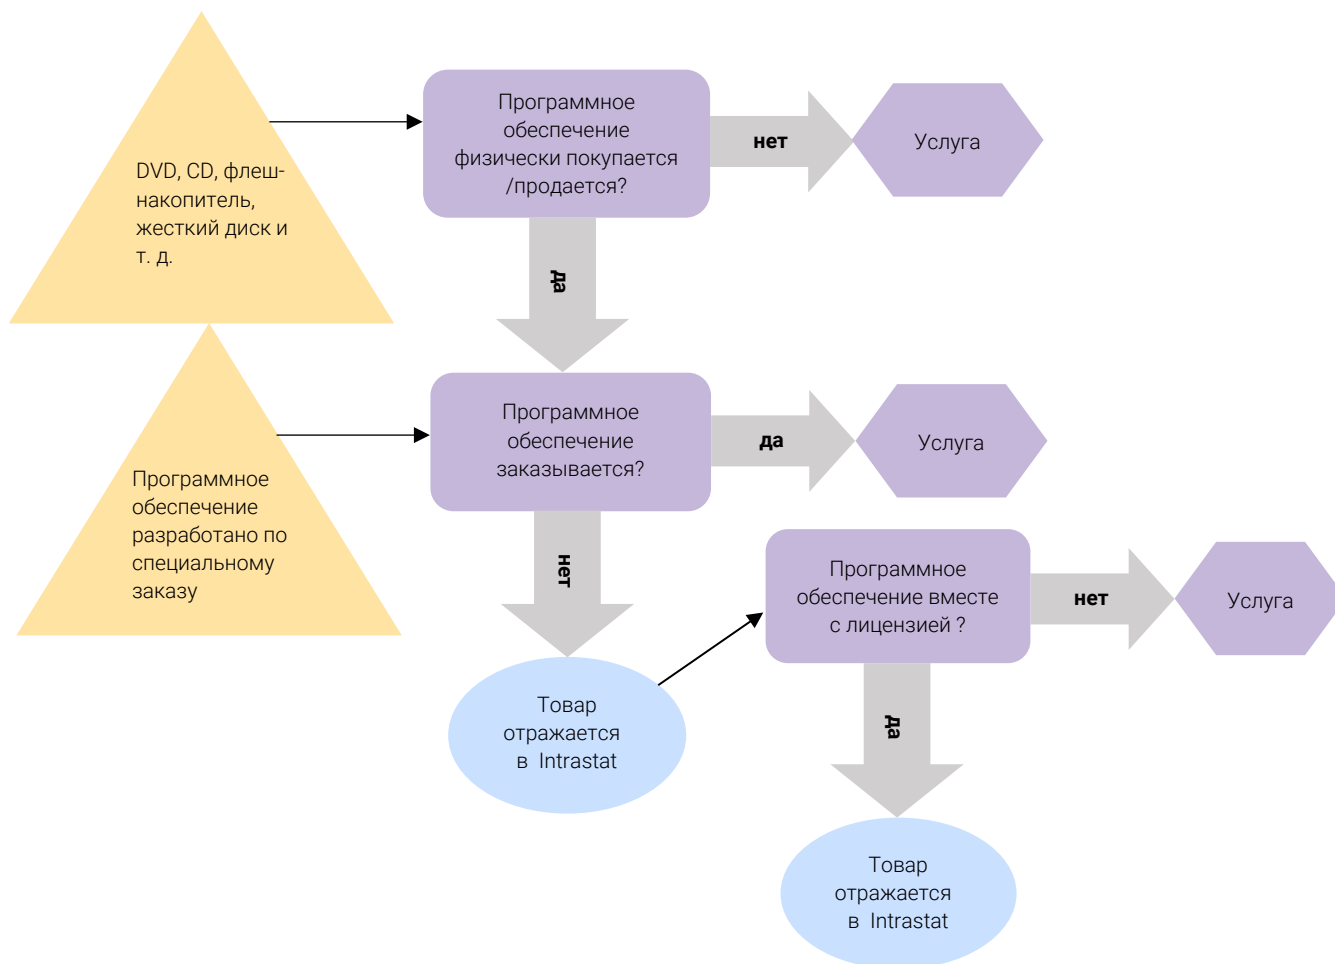 Программное
обеспечение
физически покупается
/продается?
нет
Услуга
DVD, CD, флеш-
накопитель,
жесткий диск и
т. д.
да
Программное
обеспечение
заказывается?
да
Услуга
Программное
обеспечение
разработано по
специальному
заказу
нет
Программное
обеспечение вместе
с лицензией ?
нет
Услуга
Товар
отражается
в Intrastat
да
Товар
отражается
в Intrastat